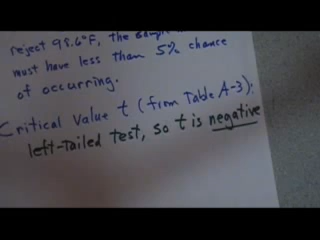 reject 98.6°F, the sample
must have less than 5% chance
of occurring.
Critical Value t (from Table A-3):
left-tailed test, so t is negative